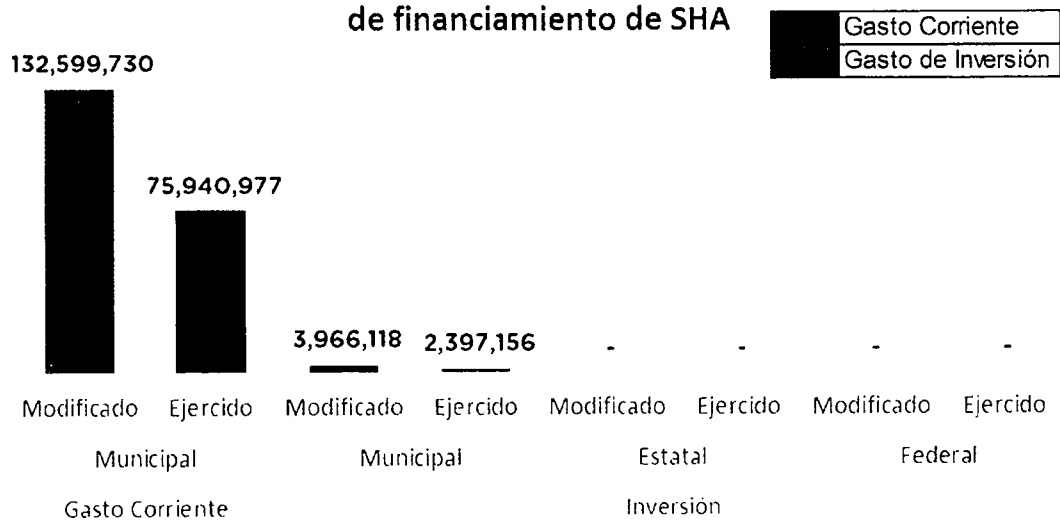 de financiamiento de SHA
Gasto Corriente
Gasto de Inversión
132,599,730
75,940,977
3,966,118 2,397,156 - - - -
Modificado Ejercido Modificado Ejercido Modificado Ejercido Modificado Ejercido
Municipal Municipal Estatal Federal
Gasto Corriente Inversión